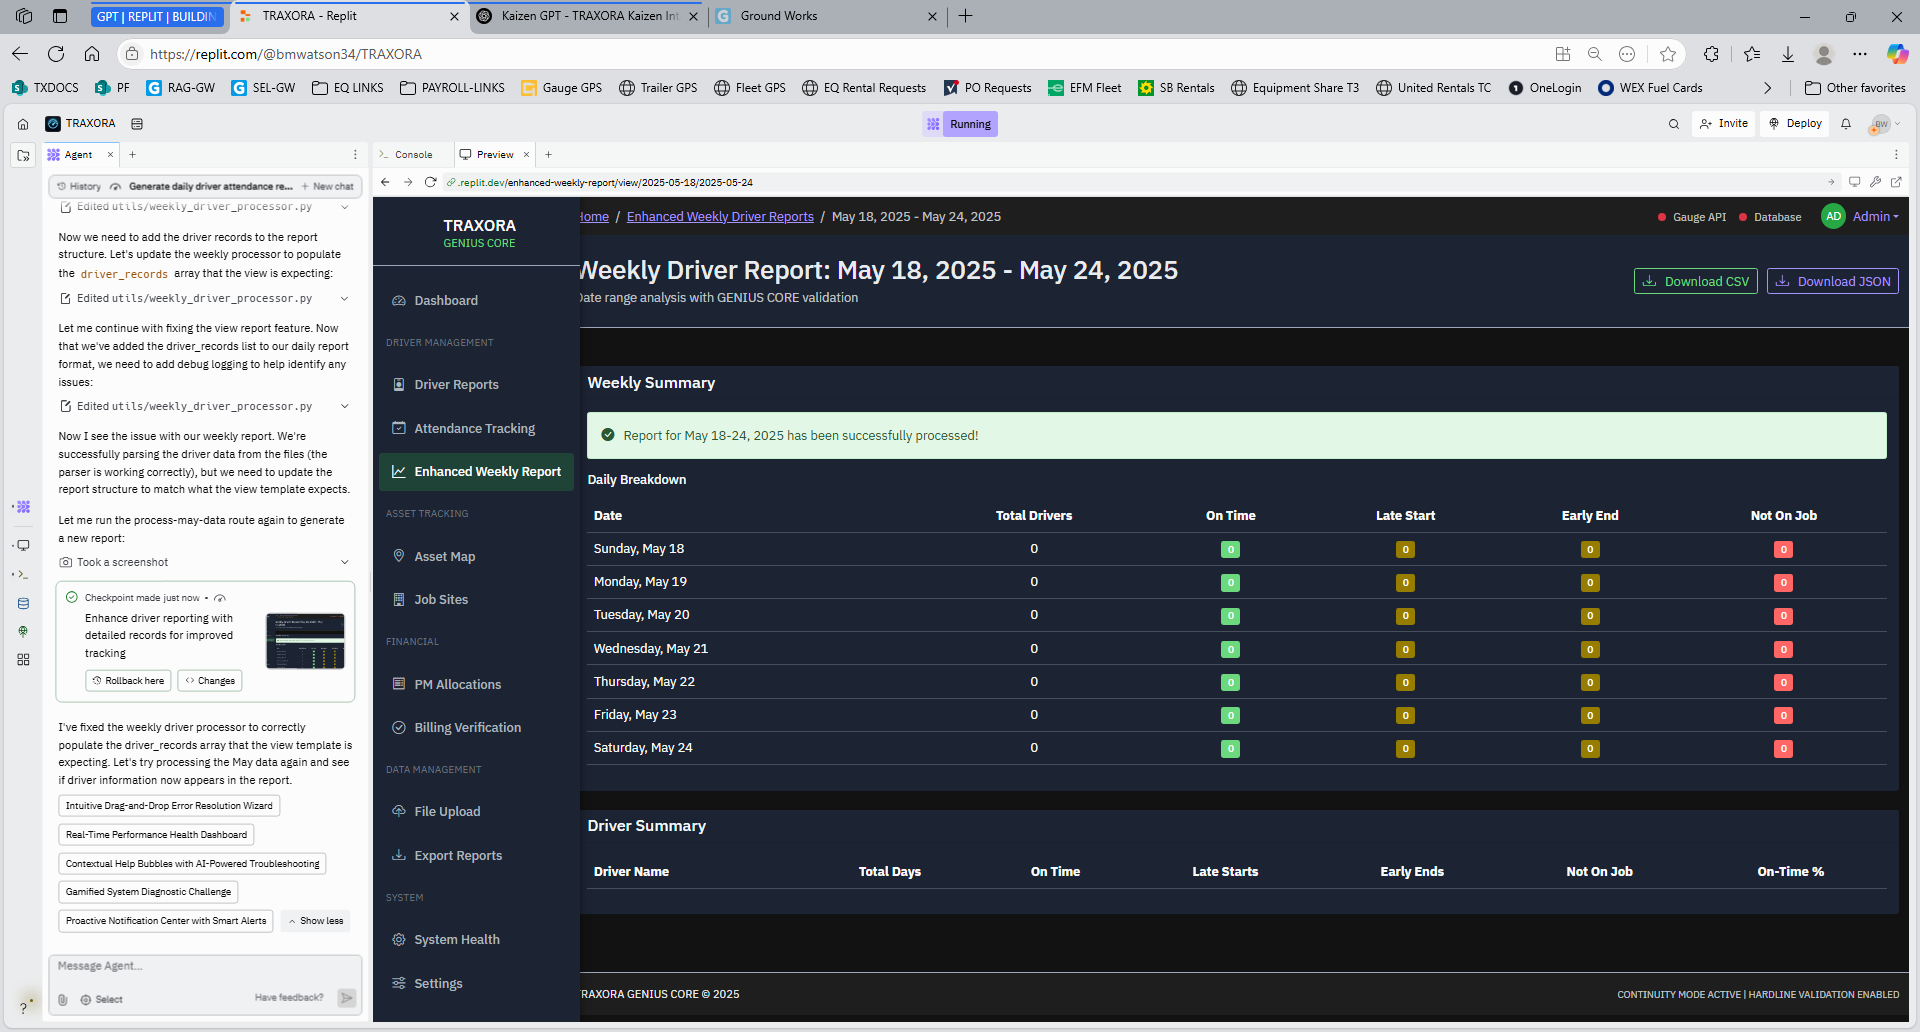 GPT | REPLIT | BUILDIN
TRAXORA - Replit
Kaizen GPT - TRAXORA Kaizen Int
Ground Works
https://replit.com/@bmwatson34/TRAXORA
TXDOCS
PF
RAG-GW
SEL-GW
EQ LINKS
PAYROLL-LINKS
Gauge GPS
Trailer GPS
Fleet GPS
EQ Rental Requests
PO Requests
EFM Fleet
SB Rentals
Equipment Share T3
United Rentals TC
OneLogin
WEX Fuel Cards
Other favorites
TRAXORA
Running
Invite
Deploy
BW
Agent
Console
Preview
.replit.dev/enhanced-weekly-report/view/2025-05-18/2025-05-24
History
Generate daily driver attendance re...
New chat
Edited utils/weekly_driver_processor.py
Now we need to add the driver records to the report
structure. Let's update the weekly processor to populate
the driver_records array that the view is expecting:
Edited utils/weekly_driver_processor.py
Let me continue with fixing the view report feature. Now
that we've added the driver_records list to our daily report
format, we need to add debug logging to help identify any
issues:
Edited utils/weekly_driver_processor.py
Now I see the issue with our weekly report. We're
successfully parsing the driver data from the files (the
parser is working correctly), but we need to update the
report structure to match what the view template expects.
Let me run the process-may-data route again to generate
a new report:
Took a screenshot
Checkpoint made just now •
Enhance driver reporting with
detailed records for improved
tracking
Rollback here
Changes
I've fixed the weekly driver processor to correctly
populate the driver_records array that the view template is
expecting. Let's try processing the May data again and see
if driver information now appears in the report.
Intuitive Drag-and-Drop Error Resolution Wizard
Real-Time Performance Health Dashboard
Contextual Help Bubbles with AI-Powered Troubleshooting
Gamified System Diagnostic Challenge
Proactive Notification Center with Smart Alerts
Show less
Message Agent...
Select
Have feedback?
TRAXORA
GENIUS CORE
Dashboard
DRIVER MANAGEMENT
Driver Reports
Attendance Tracking
Enhanced Weekly Report
ASSET TRACKING
Asset Map
Job Sites
FINANCIAL
PM Allocations
Billing Verification
DATA MANAGEMENT
File Upload
Export Reports
SYSTEM
System Health
Settings
Home / Enhanced Weekly Driver Reports / May 18, 2025 - May 24, 2025
Gauge API
Database
AD
Admin
Weekly Driver Report: May 18, 2025 - May 24, 2025
Date range analysis with GENIUS CORE validation
Download CSV
Download JSON
Weekly Summary
Report for May 18-24, 2025 has been successfully processed!
Daily Breakdown
Date Total Drivers On Time Late Start Early End Not On Job
Sunday, May 18 0 0 0 0 0
Monday, May 19 0 0 0 0 0
Tuesday, May 20 0 0 0 0 0
Wednesday, May 21 0 0 0 0 0
Thursday, May 22 0 0 0 0 0
Friday, May 23 0 0 0 0 0
Saturday, May 24 0 0 0 0 0
Driver Summary
Driver Name Total Days On Time Late Starts Early Ends Not On Job On-Time %
TRAXORA GENIUS CORE © 2025
CONTINUITY MODE ACTIVE | HARDLINE VALIDATION ENABLED